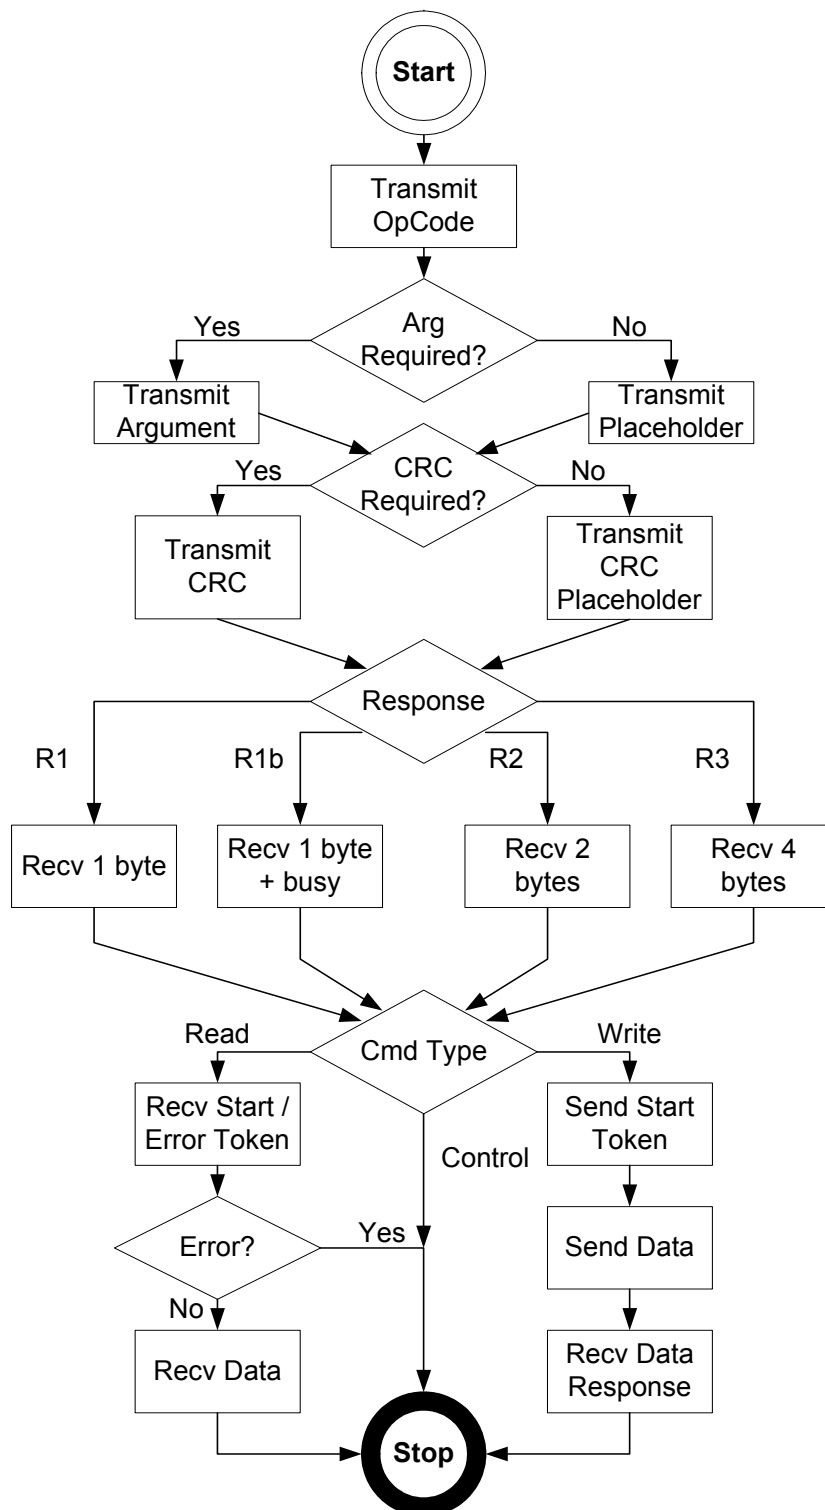 Start
Transmit
OpCode
Arg
Required?
Yes
No
Transmit
Argument
Transmit
Placeholder
CRC
Required?
Yes
No
Transmit
CRC
Transmit
CRC
Placeholder
Response
R1
R1b
R2
R3
Recv 1 byte
Recv 1 byte
+ busy
Recv 2
bytes
Recv 4
bytes
Cmd Type
Read
Write
Control
Recv Start /
Error Token
Send Start
Token
Error?
Yes
No
Send Data
Recv Data
Recv Data
Response
Stop